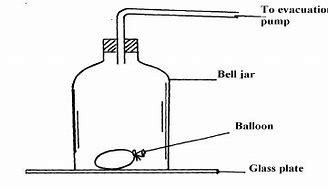 To evacuation
pump
Bell jar
Balloon
Glass plate